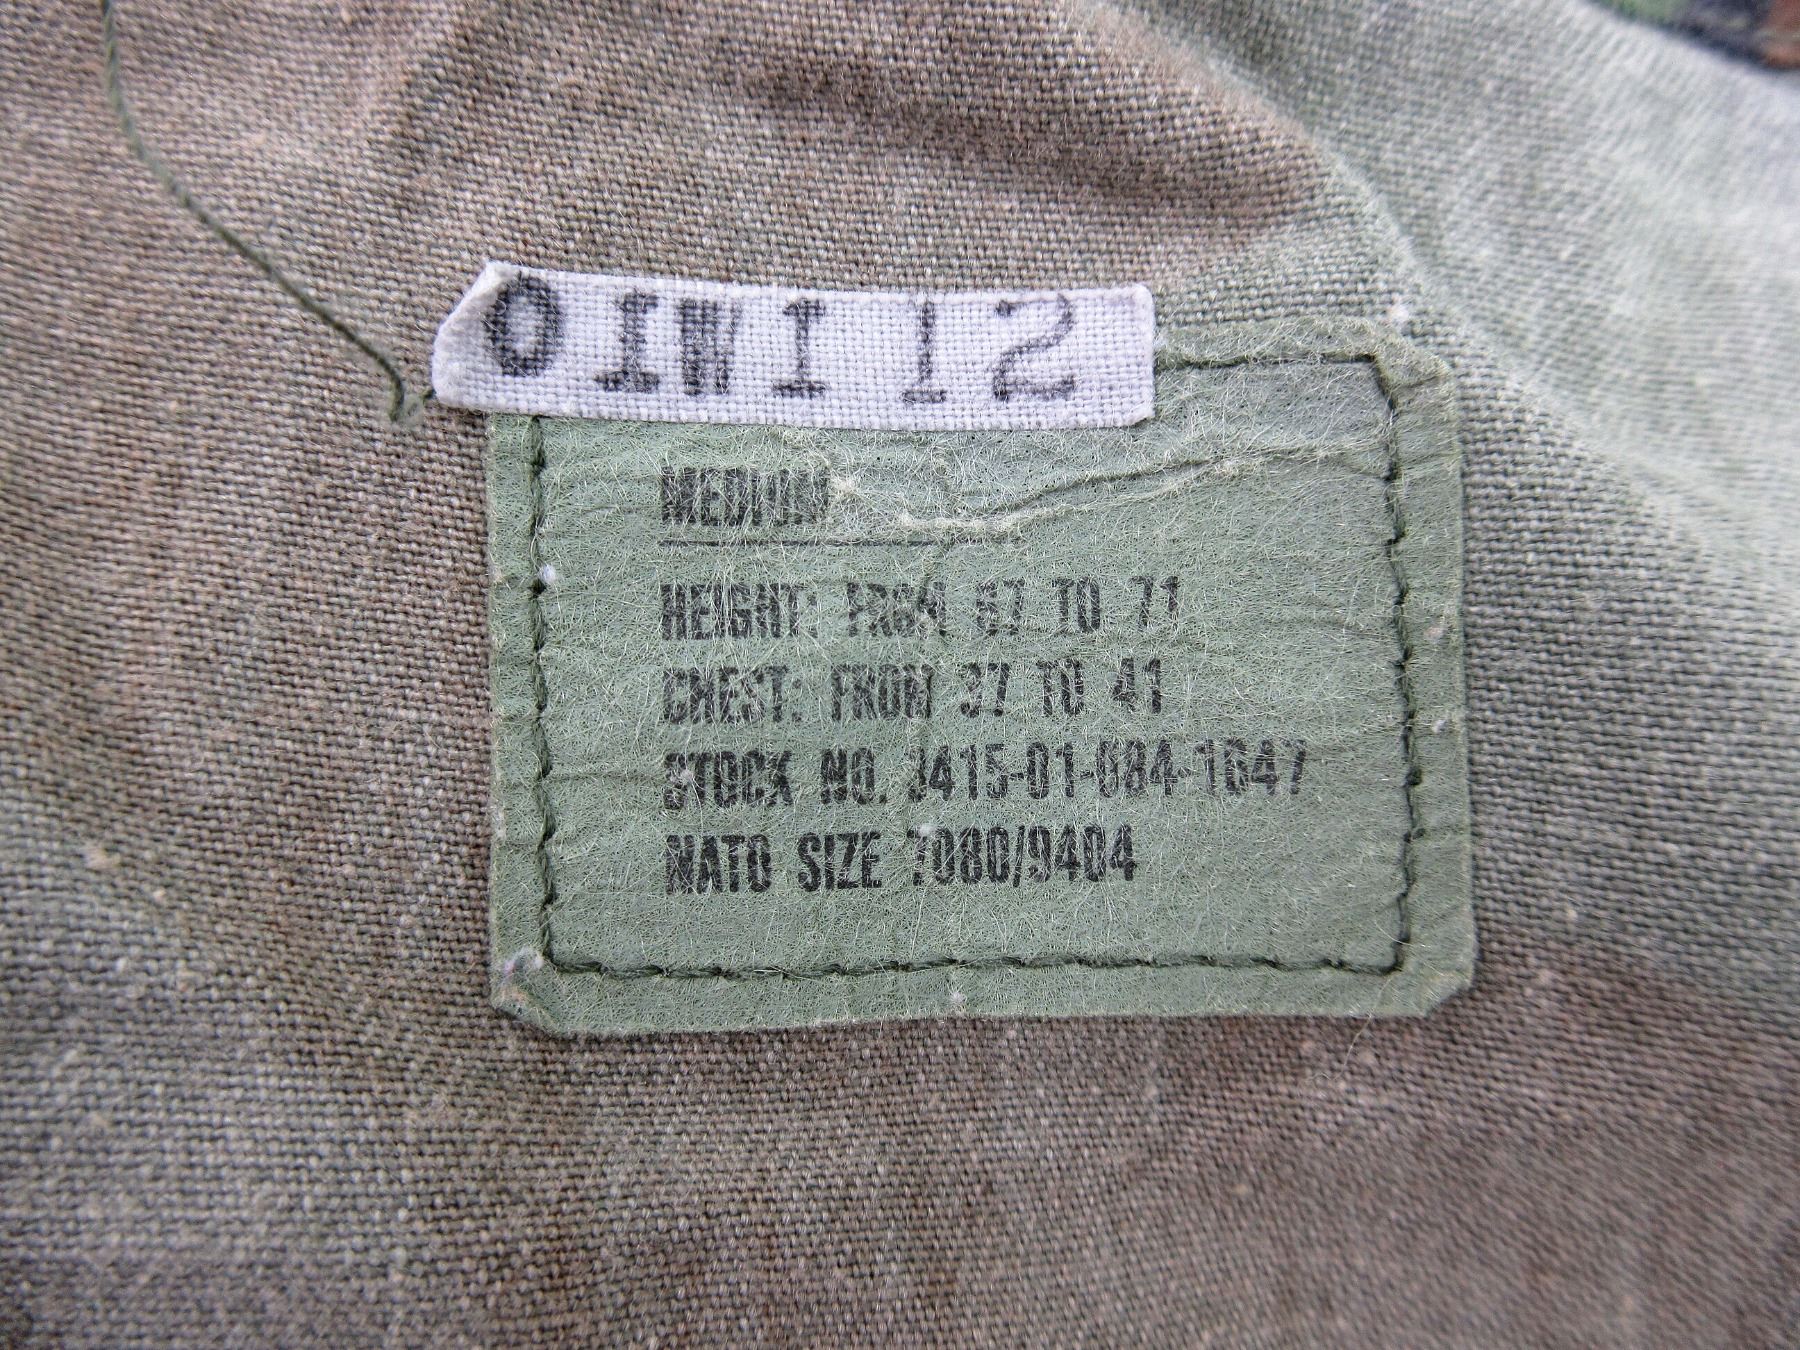 OIWI 12
MEDIUM
HEIGHT: FROM 67 TO 71
CHEST: FROM 37 TO 41
STOCK NO. 8415-01-084-1647
NATO SIZE 7080/9404